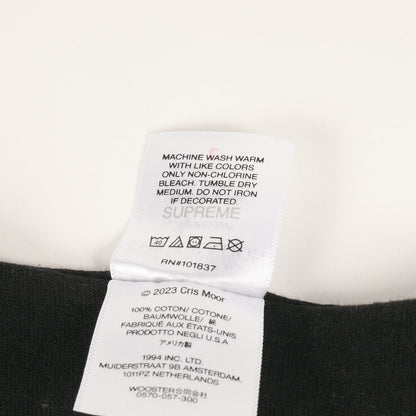 MACHINE WASH WARM
WITH LIKE COLORS
ONLY NON-CHLORINE
BLEACH. TUMBLE DRY
MEDIUM. DO NOT IRON
IF DECORATED.
SUPREME
40
RN#101837
© 2023 Cris Moor
100% COTTON/ COTONE/
BAUMWOLLE/ 綿
FABRIQUÉ AUX ÉTATS-UNIS
PRODOTTO NEGLI U.S.A.
アメリカ製
1994 INC. LTD.
MUIDERSTRAAT 9B AMSTERDAM
1011PZ NETHERLANDS
WOOSTER合同会社
0570-057-300